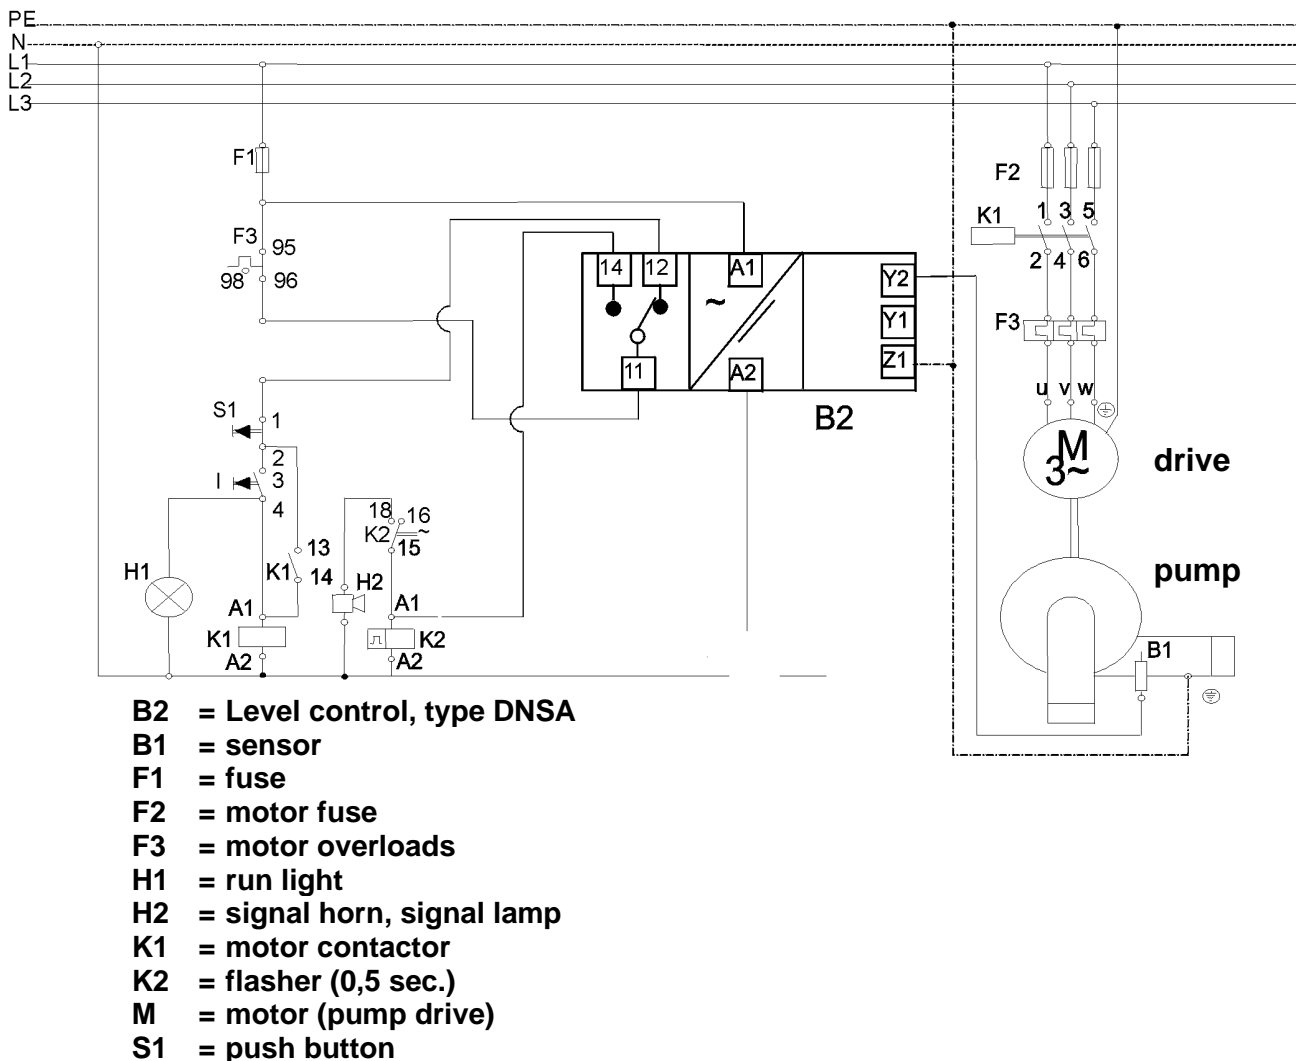 PE
N
L1
L2
L3
F1
F2
K1
1 3 5
2 4 6
F3
95
98 96
14 12 A1
~
Y2
Y1
Z1
11 A2
B2
F3
u v w
S1 1
2
I 3
4
M
3~
drive
18 16
K2 ~
15
13
K1 14
H1
H2
pump
A1 A1
K1 K2
A2 A2
B1
B2 = Level control, type DNSA
B1 = sensor
F1 = fuse
F2 = motor fuse
F3 = motor overloads
H1 = run light
H2 = signal horn, signal lamp
K1 = motor contactor
K2 = flasher (0,5 sec.)
M = motor (pump drive)
S1 = push button